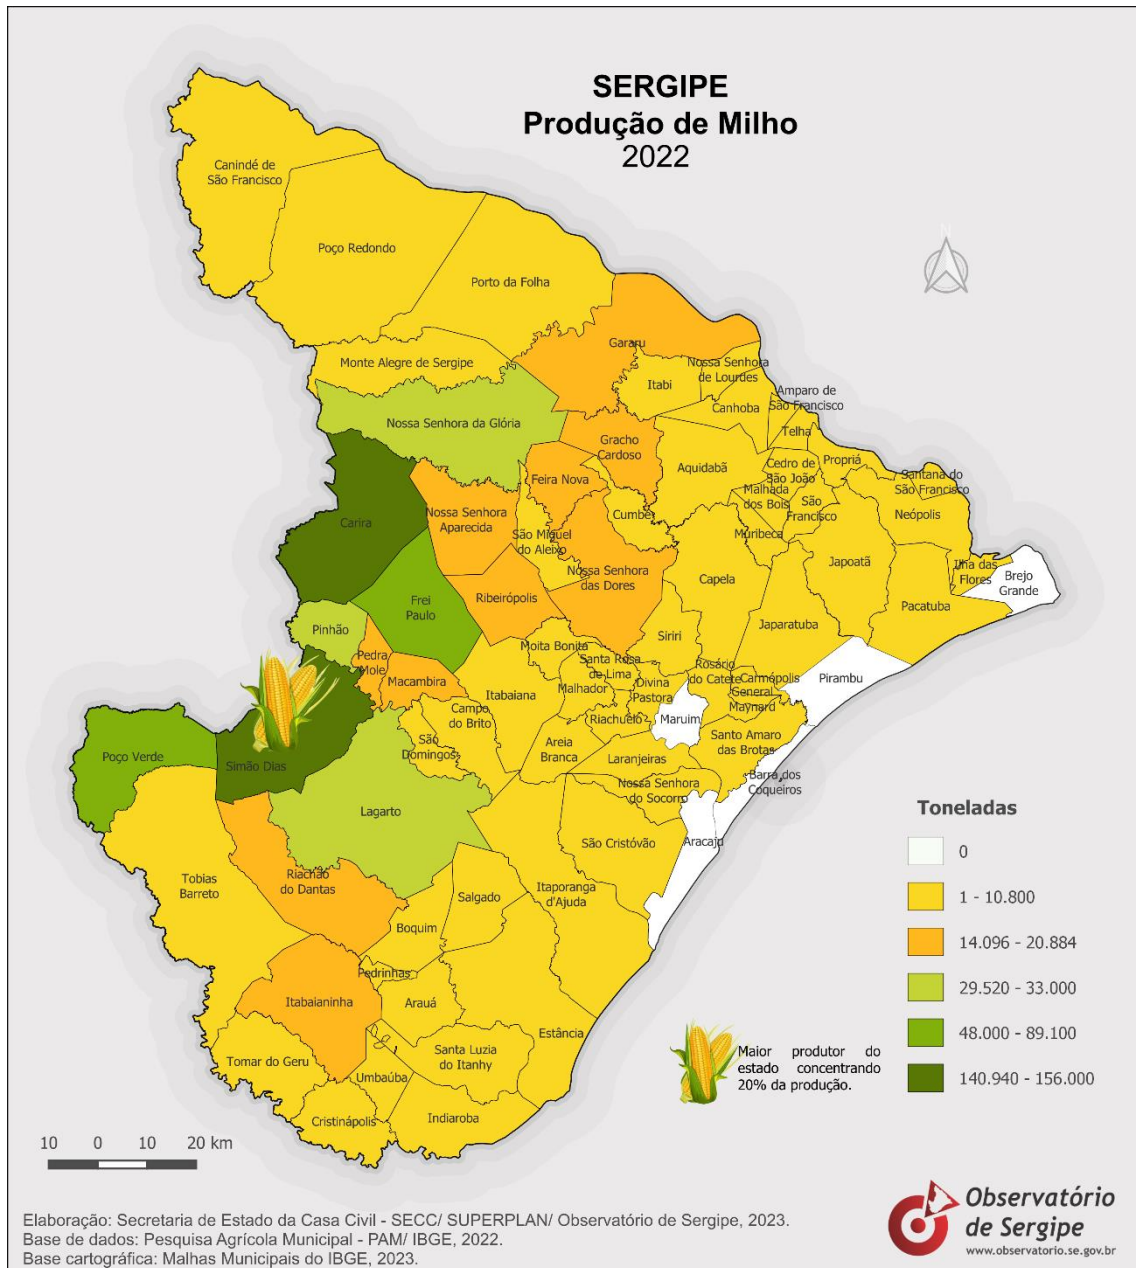 SERGIPE
Produção de Milho
2022
Canindé de
São Francisco
Poço Redondo
Porto da Folha
N
Gararu
Monte Alegre de Sergipe
Nossa Senhora
de Lourdes
Itabi
Amparo de
São Francisco
Canhoba
Nossa Senhora da Glória
Telha
Gracho
Cardoso
Aquidabã
Cedro de
São João
Propriá
Santana do
São Francisco
Feira Nova
Malhada
dos Bois
São
Francisco
Neópolis
Nossa Senhora
Aparecida
Cumbe
Carira
São Miguel
do Aleixo
Muribeca
Japoatã
Ilha das
Flores
Brejo
Grande
Nossa Senhora
das Dores
Capela
Ribeirópolis
Frei
Paulo
Pacatuba
Japaratuba
Pinhão
Siriri
Moita Bonita
Pedra
Mole
Santa Rosa
de Lima
Rosário
do Catete
Carmópolis
Pirambu
Macambira
Itabaiana
Malhador
Divina
Pastora
General
Maynard
Campo
do Brito
Riachuelo
Maruim
São
Domingos
Areia
Branca
Santo Amaro
das Brotas
Poço Verde
Simão Dias
Laranjeiras
Nossa Senhora
do Socorro
Barra dos
Coqueiros
Lagarto
São Cristóvão
Aracaju
Tobias
Barreto
Riachão
do Dantas
Itaporanga
d'Ajuda
Salgado
Boquim
Pedrinhas
Itabaianinha
Arauá
Estância
Tomar do Geru
Santa Luzia
do Itanhy
Umbaúba
Cristinápolis
Indiaroba
Toneladas
0
1 - 10.800
14.096 - 20.884
29.520 - 33.000
48.000 - 89.100
140.940 - 156.000
Maior produtor do
estado concentrando
20% da produção.
10 0 10 20 km
Elaboração: Secretaria de Estado da Casa Civil - SECC/ SUPERPLAN/ Observatório de Sergipe, 2023.
Base de dados: Pesquisa Agrícola Municipal - PAM/ IBGE, 2022.
Base cartográfica: Malhas Municipais do IBGE, 2023.
Observatório
de Sergipe
www.observatorio.se.gov.br